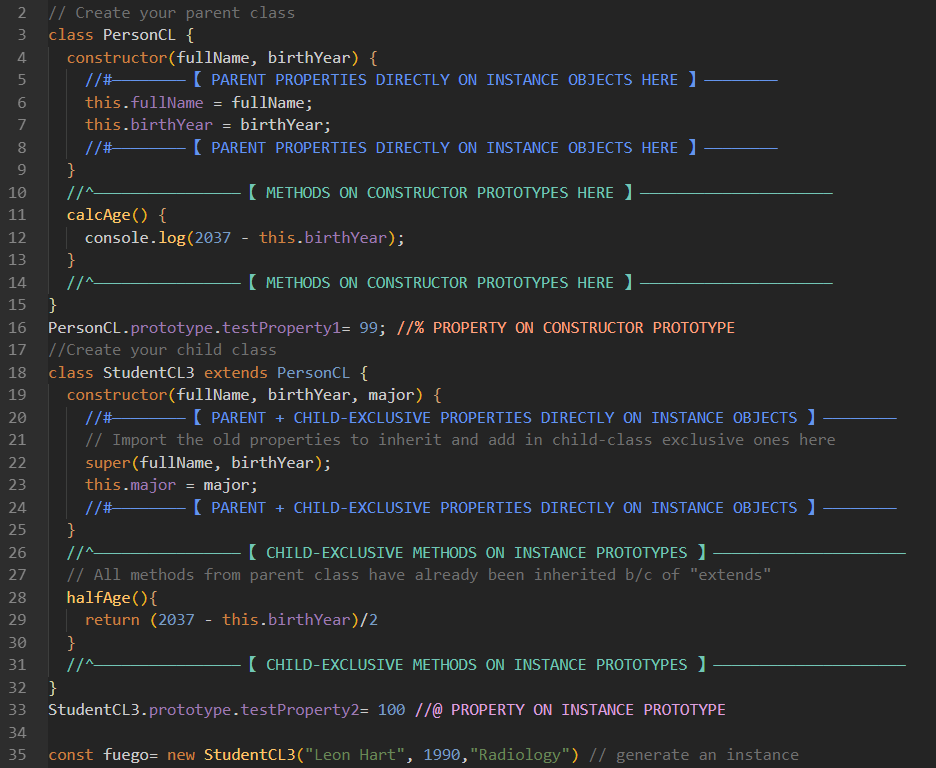 2 // Create your parent class
3 class PersonCL {
4   constructor(fullName, birthYear) {
5     //#———————— 【 PARENT PROPERTIES DIRECTLY ON INSTANCE OBJECTS HERE 】 ————————
6     this.fullName = fullName;
7     this.birthYear = birthYear;
8     //#———————— 【 PARENT PROPERTIES DIRECTLY ON INSTANCE OBJECTS HERE 】 ————————
9   }
10   //^———————————————— 【 METHODS ON CONSTRUCTOR PROTOTYPES HERE 】 —————————————————————
11   calcAge() {
12     console.log(2037 - this.birthYear);
13   }
14   //^———————————————— 【 METHODS ON CONSTRUCTOR PROTOTYPES HERE 】 —————————————————————
15 }
16 PersonCL.prototype.testProperty1= 99; //% PROPERTY ON CONSTRUCTOR PROTOTYPE
17 //Create your child class
18 class StudentCL3 extends PersonCL {
19   constructor(fullName, birthYear, major) {
20     //#———————— 【 PARENT + CHILD-EXCLUSIVE PROPERTIES DIRECTLY ON INSTANCE OBJECTS 】 ————————
21     // Import the old properties to inherit and add in child-class exclusive ones here
22     super(fullName, birthYear);
23     this.major = major;
24     //#———————— 【 PARENT + CHILD-EXCLUSIVE PROPERTIES DIRECTLY ON INSTANCE OBJECTS 】 ————————
25   }
26   //^———————————————— 【 CHILD-EXCLUSIVE METHODS ON INSTANCE PROTOTYPES 】 —————————————————————
27   // All methods from parent class have already been inherited b/c of "extends"
28   halfAge(){
29     return (2037 - this.birthYear)/2
30   }
31   //^———————————————— 【 CHILD-EXCLUSIVE METHODS ON INSTANCE PROTOTYPES 】 —————————————————————
32 }
33 StudentCL3.prototype.testProperty2= 100 //@ PROPERTY ON INSTANCE PROTOTYPE
34
35 const fuego= new StudentCL3("Leon Hart", 1990,"Radiology") // generate an instance